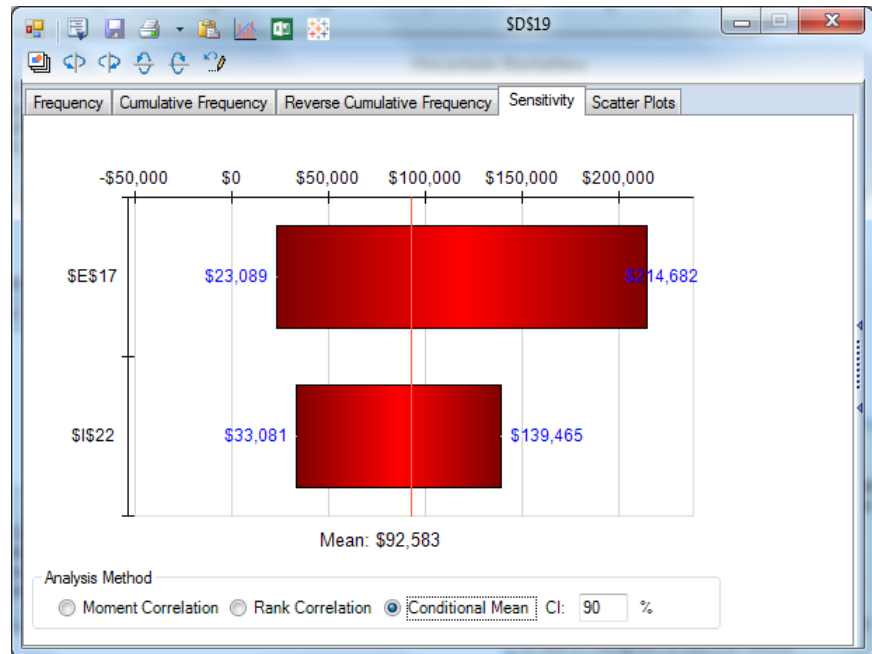 $D$19
Frequency Cumulative Frequency Reverse Cumulative Frequency Sensitivity Scatter Plots
-$50,000 $0 $50,000 $100,000 $150,000 $200,000
$E$17 $23,089 $214,682
$I$22 $33,081 $139,465
Mean: $92,583
Analysis Method
Moment Correlation Rank Correlation Conditional Mean CI: 90 %